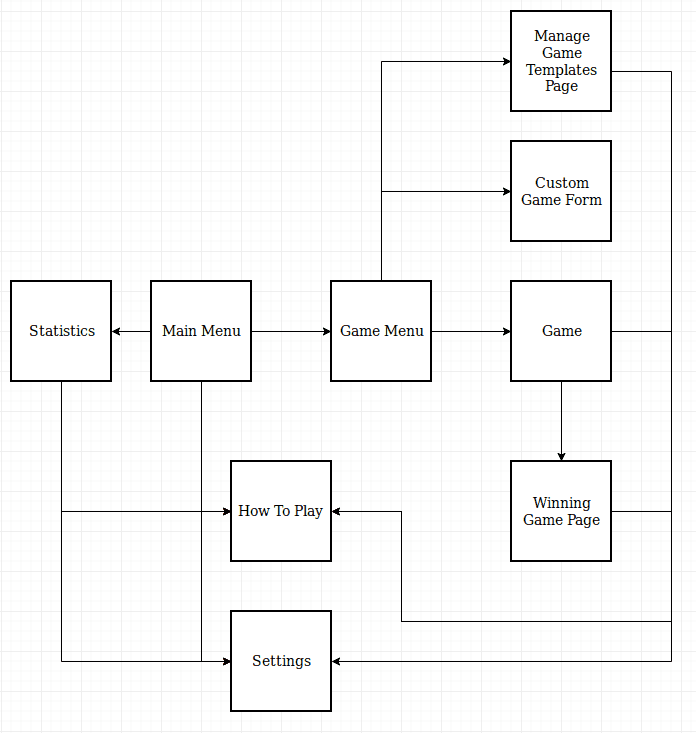 Manage
Game
Templates
Page
Custom
Game Form
Statistics
Main Menu
Game Menu
Game
How To Play
Winning
Game Page
Settings